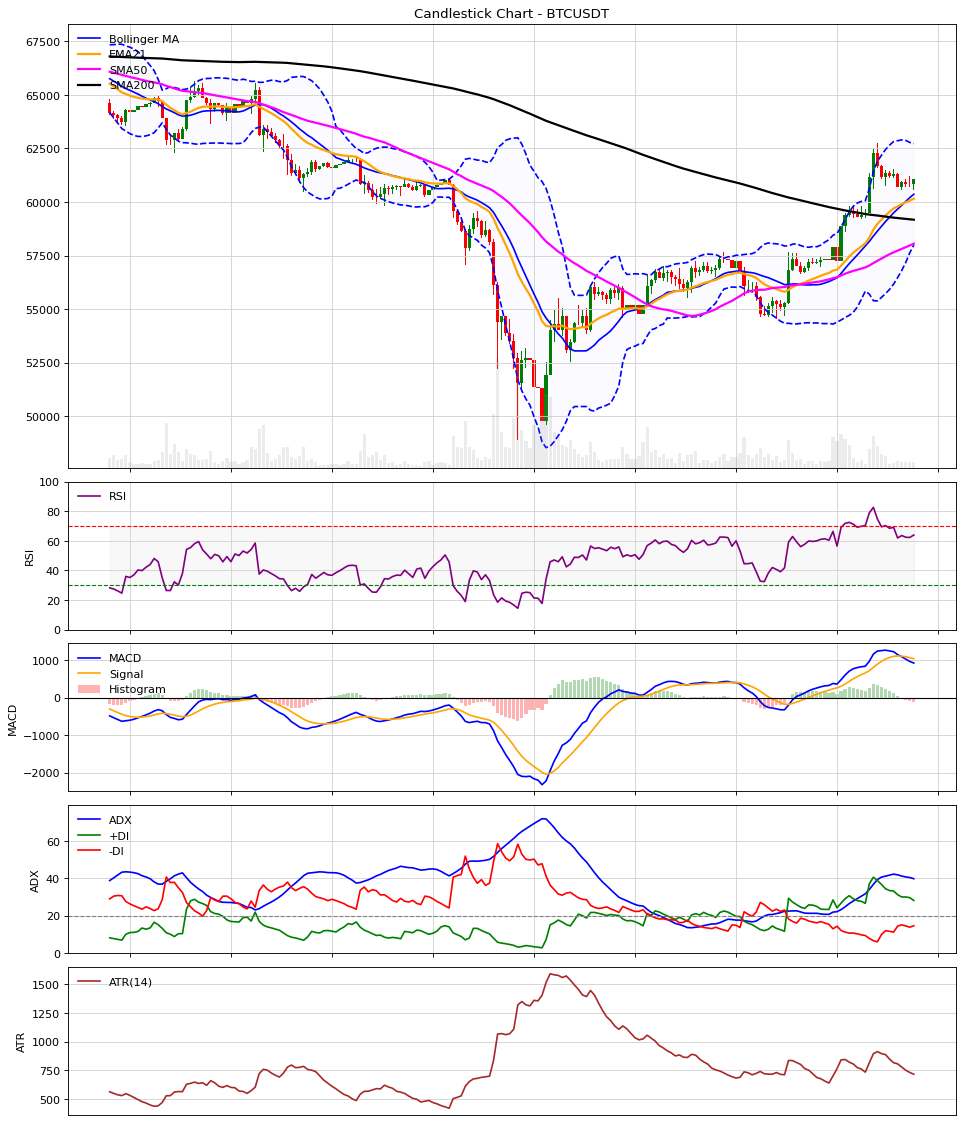 Candlestick Chart - BTCUSDT
67500
65000
62500
60000
57500
55000
52500
50000
Bollinger MA
EMA21
SMA50
SMA200
100
80
60
40
20
0
RSI
RSI
1000
0
−1000
−2000
MACD
MACD
Signal
Histogram
60
40
20
0
ADX
ADX
+DI
-DI
1500
1250
1000
750
500
ATR
ATR(14)